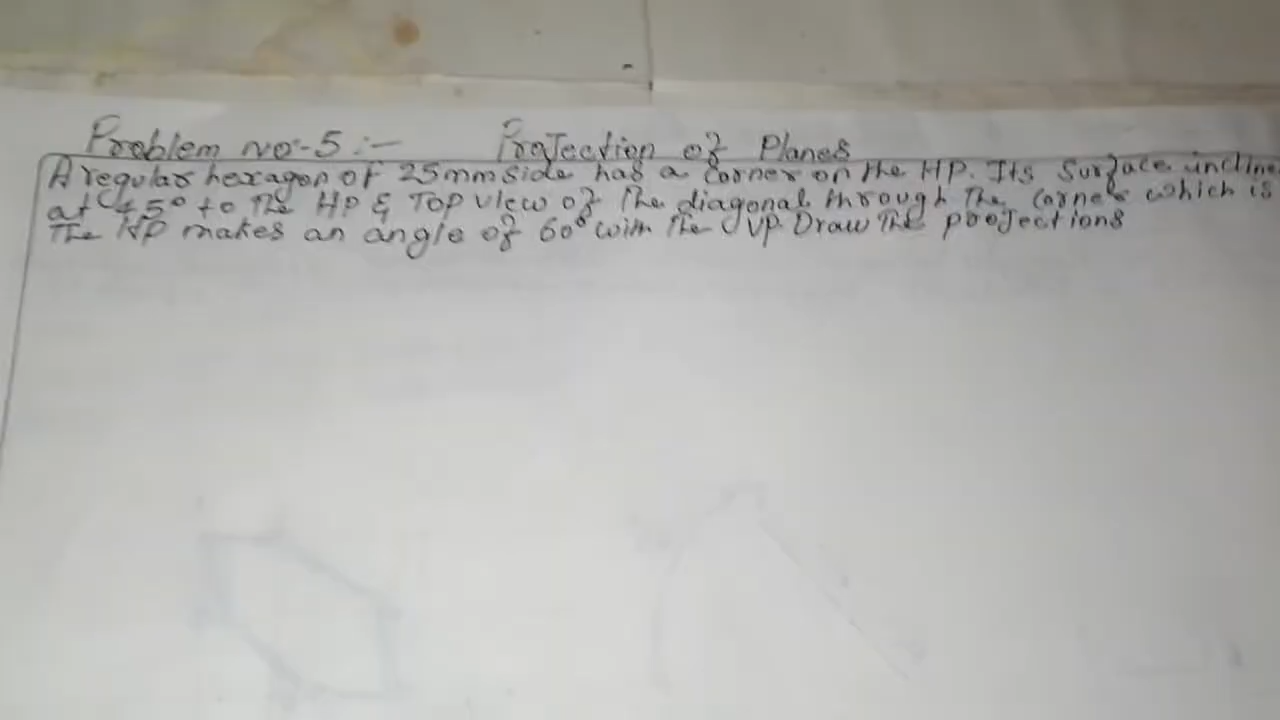 Problem no-5 :- Projection of Planes
A regular hexagon of 25mm side has a corner on the HP. Its Surface incline
at 45° to the HP & Top view of The diagonal through The corner which is
The HP makes an angle of 60° with The VP. Draw The projections